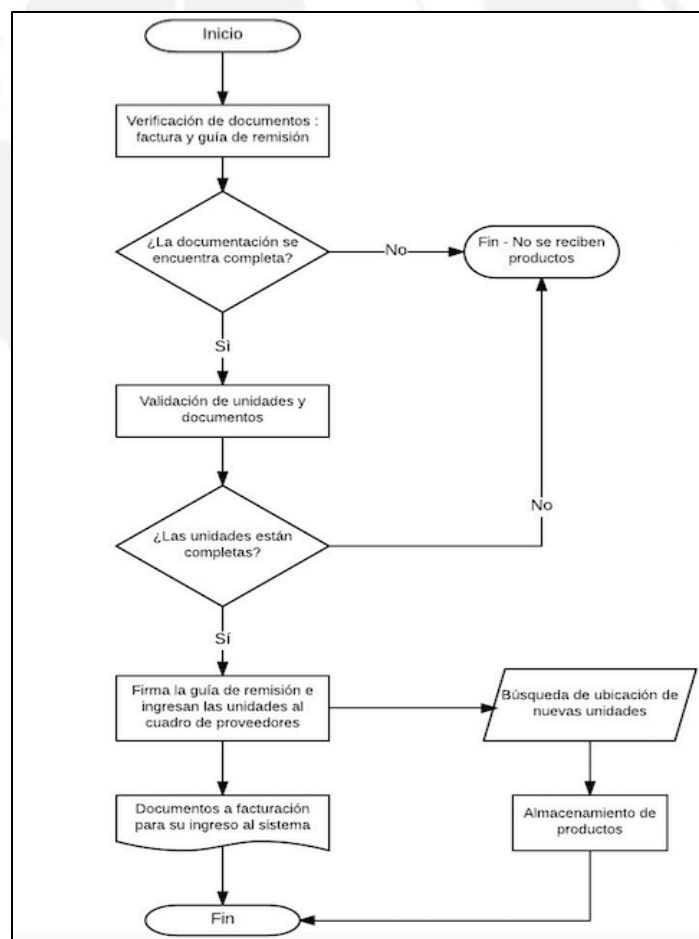 Inicio
Verificación de documentos :
factura y guía de remisión
¿La documentación se
encuentra completa?
No
Fin - No se reciben
productos
Sì
Validación de unidades y
documentos
¿Las unidades están
completas?
No
Sí
Firma la guía de remisión e
ingresan las unidades al
cuadro de proveedores
Búsqueda de ubicación de
nuevas unidades
Documentos a facturación
para su ingreso al sistema
Almacenamiento de
productos
Fin